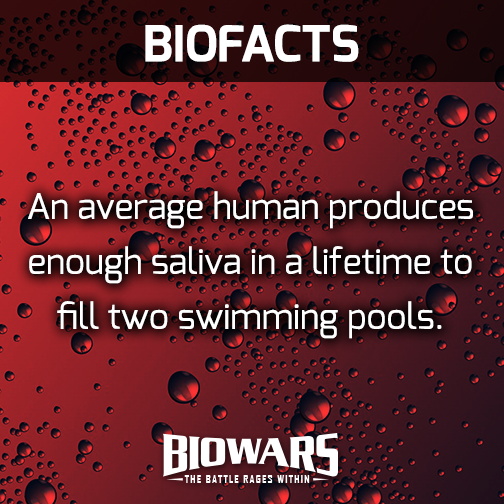 BIOFACTS
An average human produces
enough saliva in a lifetime to
fill two swimming pools.
BIOWARS
THE BATTLE RAGES WITHIN